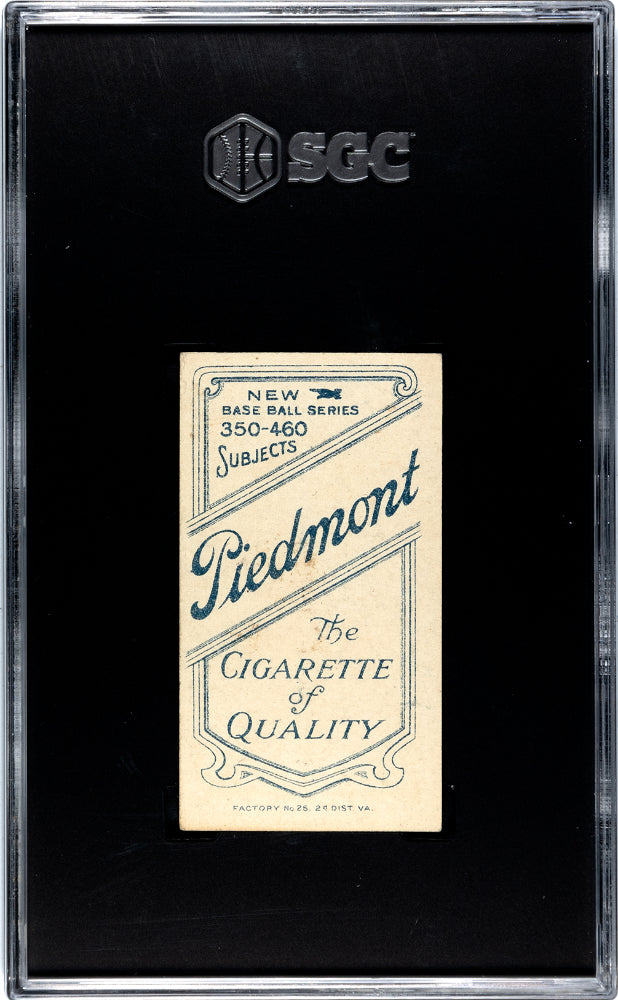 SGC
NEW
BASE BALL SERIES
350-460
SUBJECTS
Piedmont
The
CIGARETTE
of
QUALITY
FACTORY No 25. 2d DIST. VA.